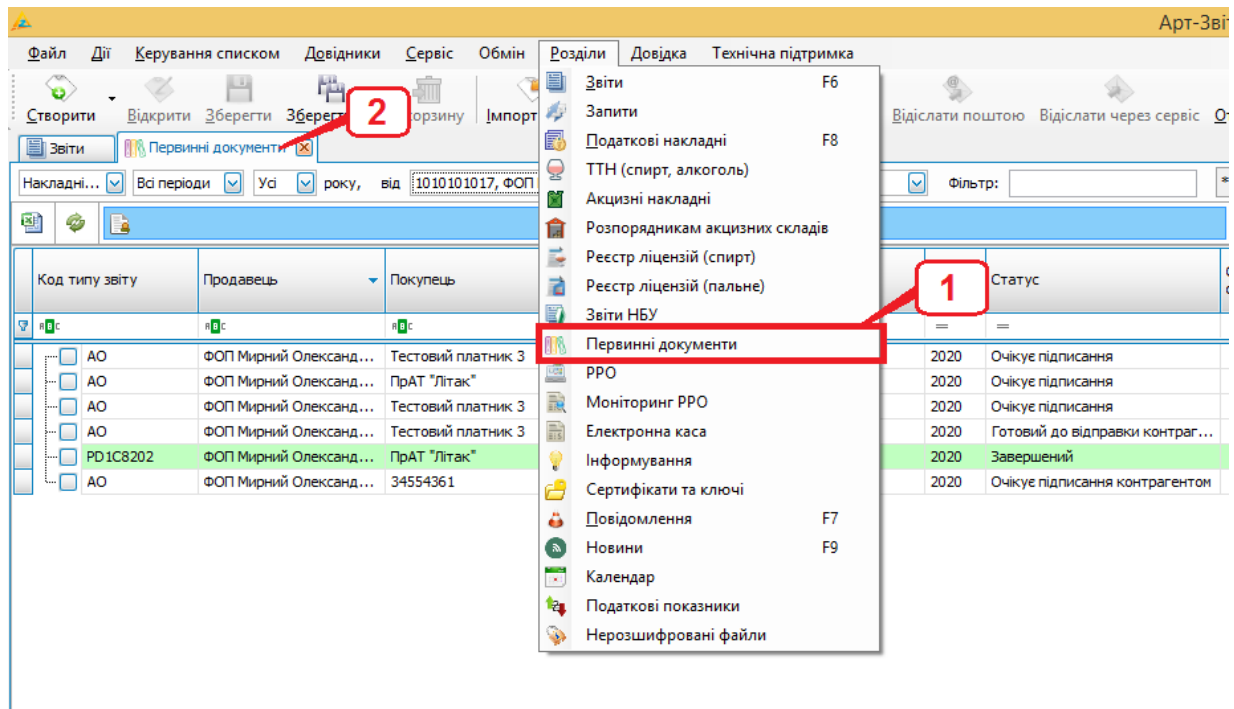 Арт-Зві
Файл Дії Керування списком Довідники Сервіс Обмін Розділи Довідка Технічна підтримка
Створити Відкрити Зберегти 2 Імпорт Відіслати поштою Відіслати через сервіс
Звіти Первинні документи
Накладні... Всі періоди Усі року, від 1010101017, ФОП Фільтр: *
Звіти F6
Запити
Податкові накладні F8
ТТН (спирт, алкоголь)
Акцизні накладні
Розпорядникам акцизних складів
Реєстр ліцензій (спирт)
Реєстр ліцензій (пальне)
Звіти НБУ
Первинні документи
РРО
Моніторинг РРО
Електронна каса
Інформування
Сертифікати та ключі
Повідомлення F7
Новини F9
Календар
Податкові показники
Нерозшифровані файли
1
Код типу звіту Продавець Покупець Статус
АО ФОП Мирний Олександ... Тестовий платник 3 2020 Очікує підписання
АО ФОП Мирний Олександ... ПрАТ "Літак" 2020 Очікує підписання
АО ФОП Мирний Олександ... Тестовий платник 3 2020 Очікує підписання
АО ФОП Мирний Олександ... Тестовий платник 3 2020 Готовий до відправки контраг...
PD1C8202 ФОП Мирний Олександ... ПрАТ "Літак" 2020 Завершений
АО ФОП Мирний Олександ... 34554361 2020 Очікує підписання контрагентом